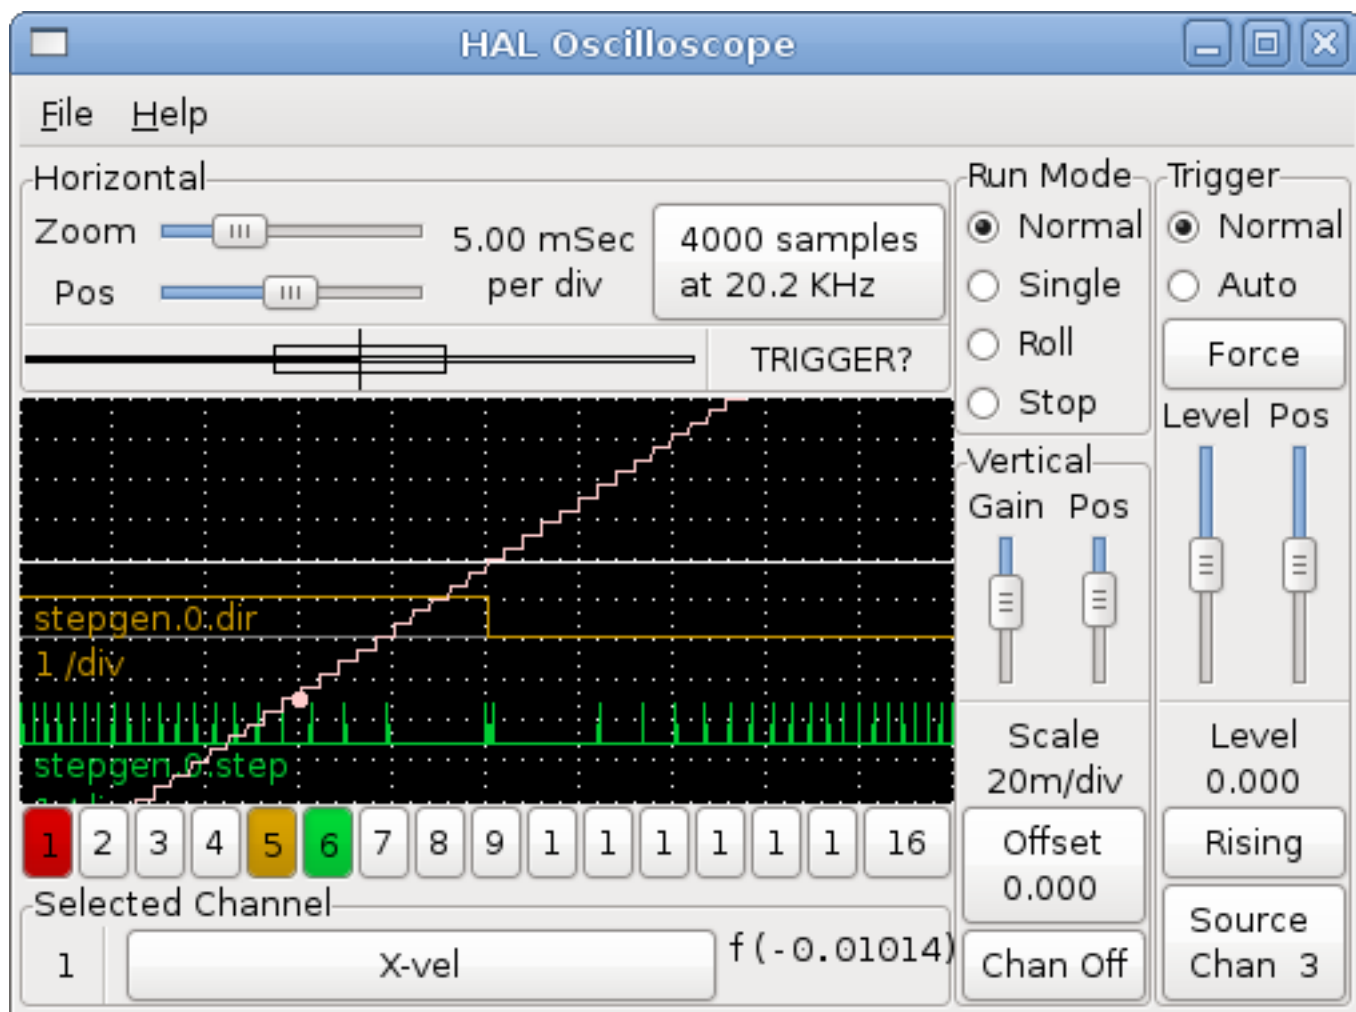 HAL Oscilloscope
File Help
Horizontal
Zoom
Pos
5.00 mSec
per div
4000 samples
at 20.2 KHz
TRIGGER?
Run Mode
Normal
Single
Roll
Stop
Trigger
Normal
Auto
Force
Level Pos
Vertical
Gain Pos
stepgen.0.dir
1 /div
stepgen.0.step
Scale
20m/div
Level
0.000
1 2 3 4 5 6 7 8 9 1 1 1 1 1 1 16
Offset
0.000
Rising
Selected Channel
1 X-vel f(-0.01014)
Chan Off
Source
Chan 3